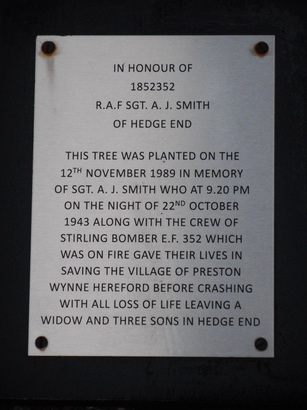 IN HONOUR OF
1852352
R.A.F SGT. A. J. SMITH
OF HEDGE END
THIS TREE WAS PLANTED ON THE
12TH NOVEMBER 1989 IN MEMORY
OF SGT. A. J. SMITH WHO AT 9.20 PM
ON THE NIGHT OF 22ND OCTOBER
1943 ALONG WITH THE CREW OF
STIRLING BOMBER E.F. 352 WHICH
WAS ON FIRE GAVE THEIR LIVES IN
SAVING THE VILLAGE OF PRESTON
WYNNE HEREFORD BEFORE CRASHING
WITH ALL LOSS OF LIFE LEAVING A
WIDOW AND THREE SONS IN HEDGE END